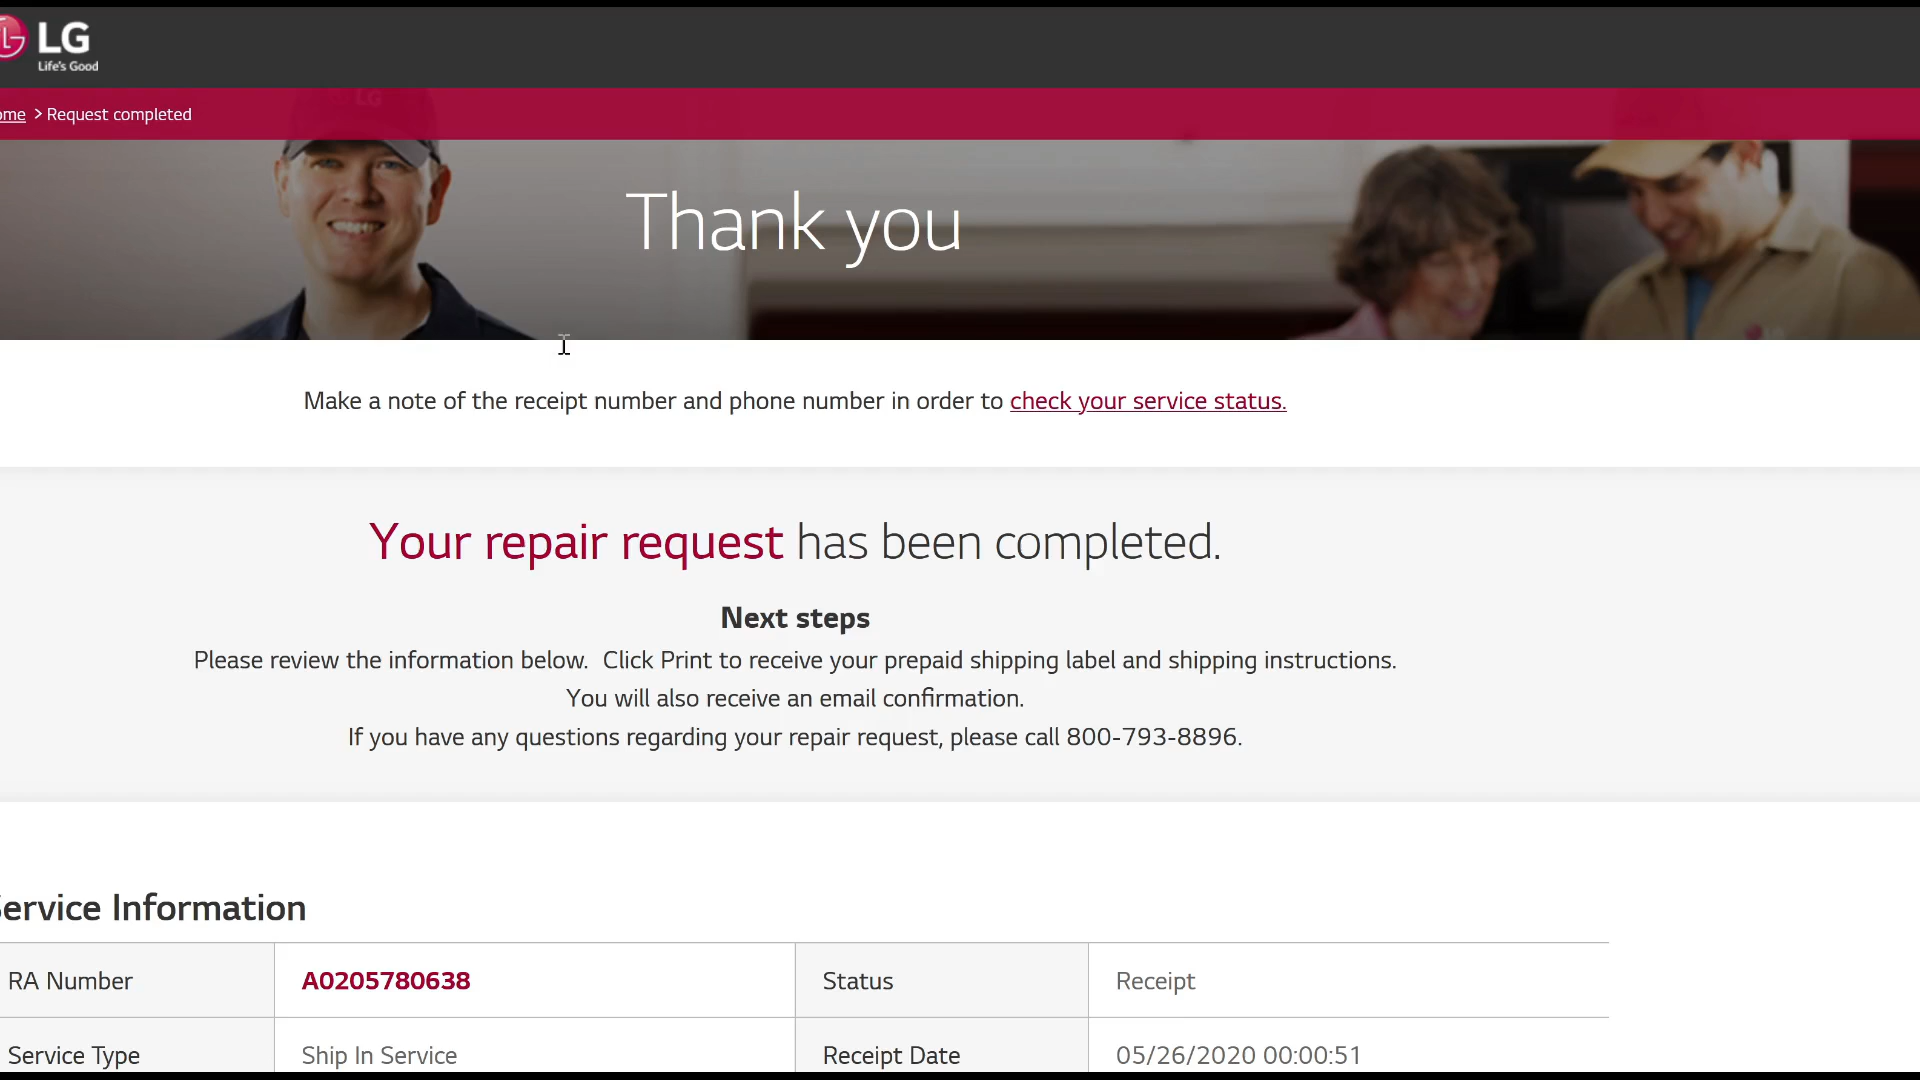 LG
Life's Good
ome > Request completed
Thank you
Make a note of the receipt number and phone number in order to check your service status.
Your repair request has been completed.
Next steps
Please review the information below. Click Print to receive your prepaid shipping label and shipping instructions.
You will also receive an email confirmation.
If you have any questions regarding your repair request, please call 800-793-8896.
Service Information
RA Number A0205780638 Status Receipt
Service Type Ship In Service Receipt Date 05/26/2020 00:00:51